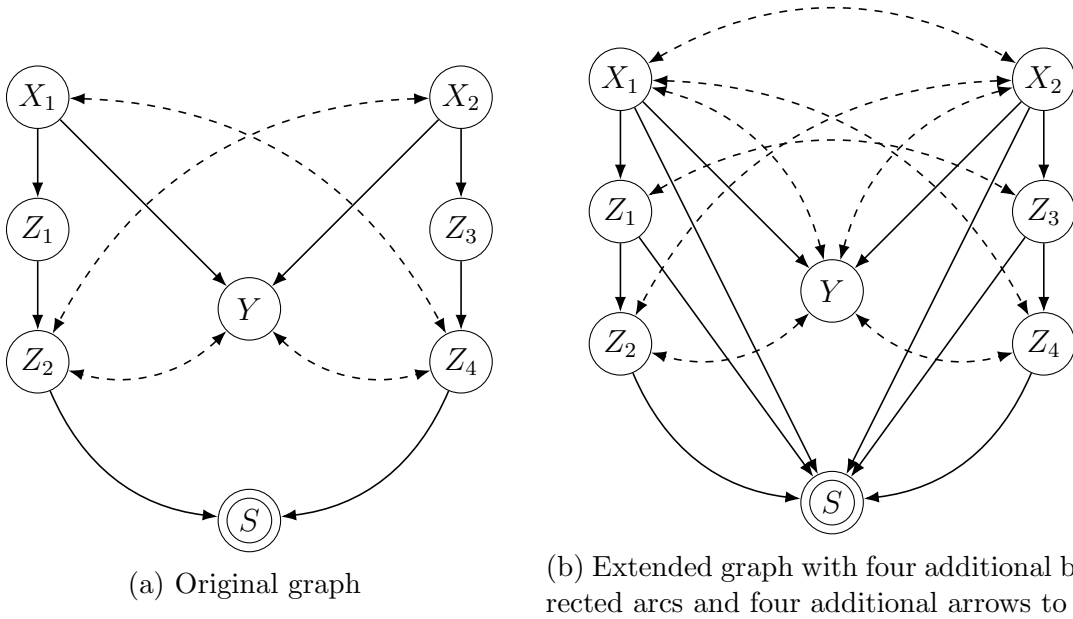 X₁
X₂
Z₁
Z₃
Y
Z₂
Z₄
S
(a) Original graph
X₁
X₂
Z₁
Z₃
Y
Z₂
Z₄
S
(b) Extended graph with four additional
rected arcs and four additional arrows to